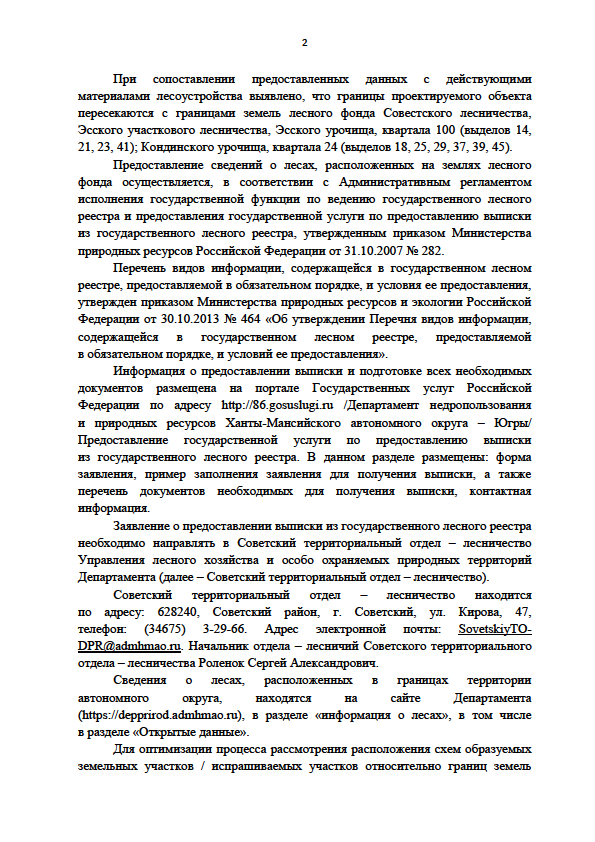 2
При сопоставлении предоставленных данных с действующими
материалами лесоустройства выявлено, что границы проектируемого объекта
пересекаются с границами земель лесного фонда Совестского лесничества,
Эсского участкового лесничества, Эсского урочища, квартала 100 (выделов 14,
21, 23, 41); Кондинского урочища, квартала 24 (выделов 18, 25, 29, 37, 39, 45).
Предоставление сведений о лесах, расположенных на землях лесного
фонда осуществляется, в соответствии с Административным регламентом
исполнения государственной функции по ведению государственного лесного
реестра и предоставления государственной услуги по предоставлению выписки
из государственного лесного реестра, утвержденным приказом Министерства
природных ресурсов Российской Федерации от 31.10.2007 № 282.
Перечень видов информации, содержащейся в государственном лесном
реестре, предоставляемой в обязательном порядке, и условия ее предоставления,
утвержден приказом Министерства природных ресурсов и экологии Российской
Федерации от 30.10.2013 № 464 «Об утверждении Перечня видов информации,
содержащейся в государственном лесном реестре, предоставляемой
в обязательном порядке, и условий ее предоставления».
Информация о предоставлении выписки и подготовке всех необходимых
документов размещена на портале Государственных услуг Российской
Федерации по адресу http://86.gosuslugi.ru /Департамент недропользования
и природных ресурсов Ханты-Мансийского автономного округа – Югры/
Предоставление государственной услуги по предоставлению выписки
из государственного лесного реестра. В данном разделе размещены: форма
заявления, пример заполнения заявления для получения выписки, а также
перечень документов необходимых для получения выписки, контактная
информация.
Заявление о предоставлении выписки из государственного лесного реестра
необходимо направлять в Советский территориальный отдел – лесничество
Управления лесного хозяйства и особо охраняемых природных территорий
Департамента (далее – Советский территориальный отдел – лесничество).
Советский территориальный отдел – лесничество находится
по адресу: 628240, Советский район, г. Советский, ул. Кирова, 47,
телефон: (34675) 3-29-66. Адрес электронной почты: SovetskiyTO-
DPR@admhmao.ru. Начальник отдела – лесничий Советского территориального
отдела – лесничества Роленок Сергей Александрович.
Сведения о лесах, расположенных в границах территории
автономного округа, находятся на сайте Департамента
(https://depprirod.admhmao.ru), в разделе «информация о лесах», в том числе
в разделе «Открытые данные».
Для оптимизации процесса рассмотрения расположения схем образуемых
земельных участков / испрашиваемых участков относительно границ земель